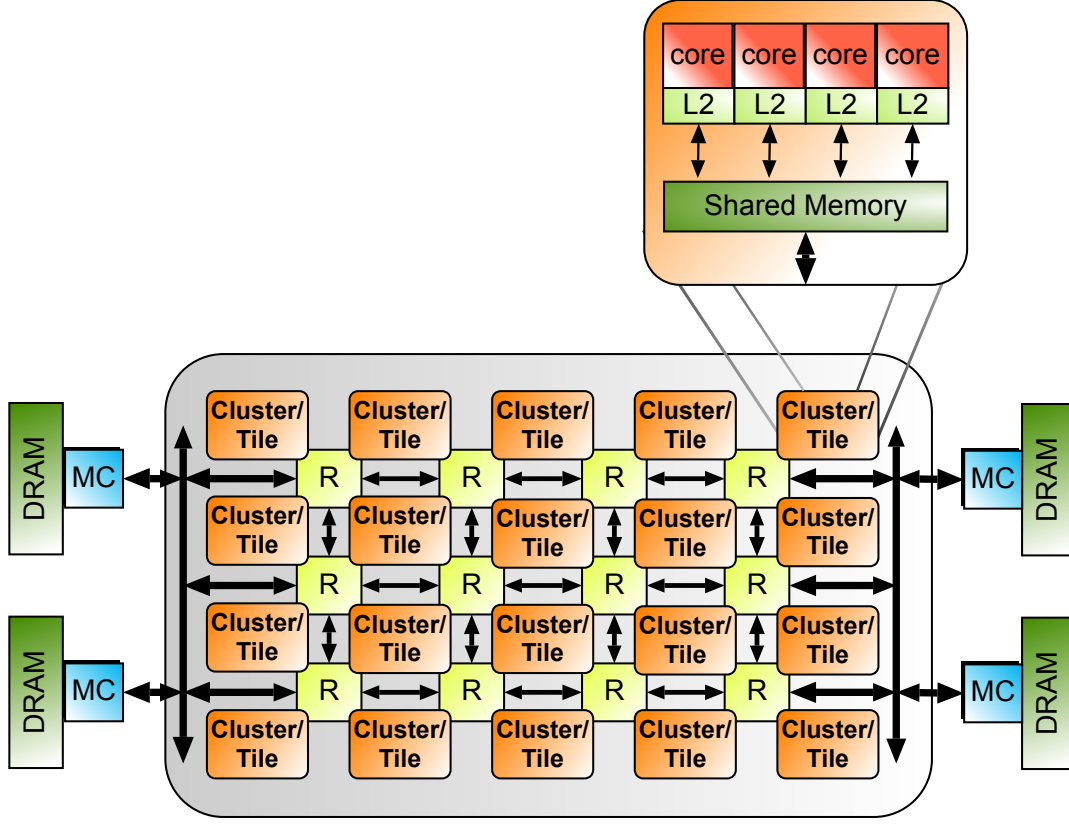 core core core core
L2 L2 L2 L2
Shared Memory
Cluster/ Cluster/ Cluster/ Cluster/ Cluster/
Tile Tile Tile Tile Tile
DRAM MC R R R R MC DRAM
Cluster/ Cluster/ Cluster/ Cluster/ Cluster/
Tile Tile Tile Tile Tile
R R R R
Cluster/ Cluster/ Cluster/ Cluster/ Cluster/
Tile Tile Tile Tile Tile
DRAM MC R R R R MC DRAM
Cluster/ Cluster/ Cluster/ Cluster/ Cluster/
Tile Tile Tile Tile Tile